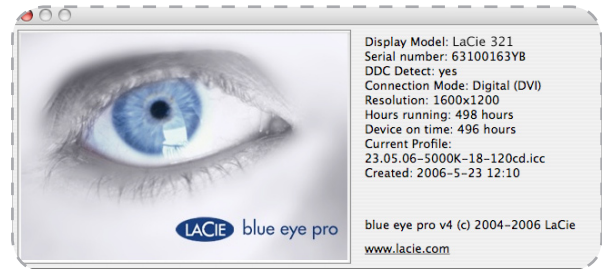 Display Model: LaCie 321
Serial number: 63100163YB
DDC Detect: yes
Connection Mode: Digital (DVI)
Resolution: 1600x1200
Hours running: 498 hours
Device on time: 496 hours
Current Profile:
23.05.06-5000K-18-120cd.icc
Created: 2006-5-23 12:10
LACIE blue eye pro
blue eye pro v4 (c) 2004-2006 LaCie
www.lacie.com